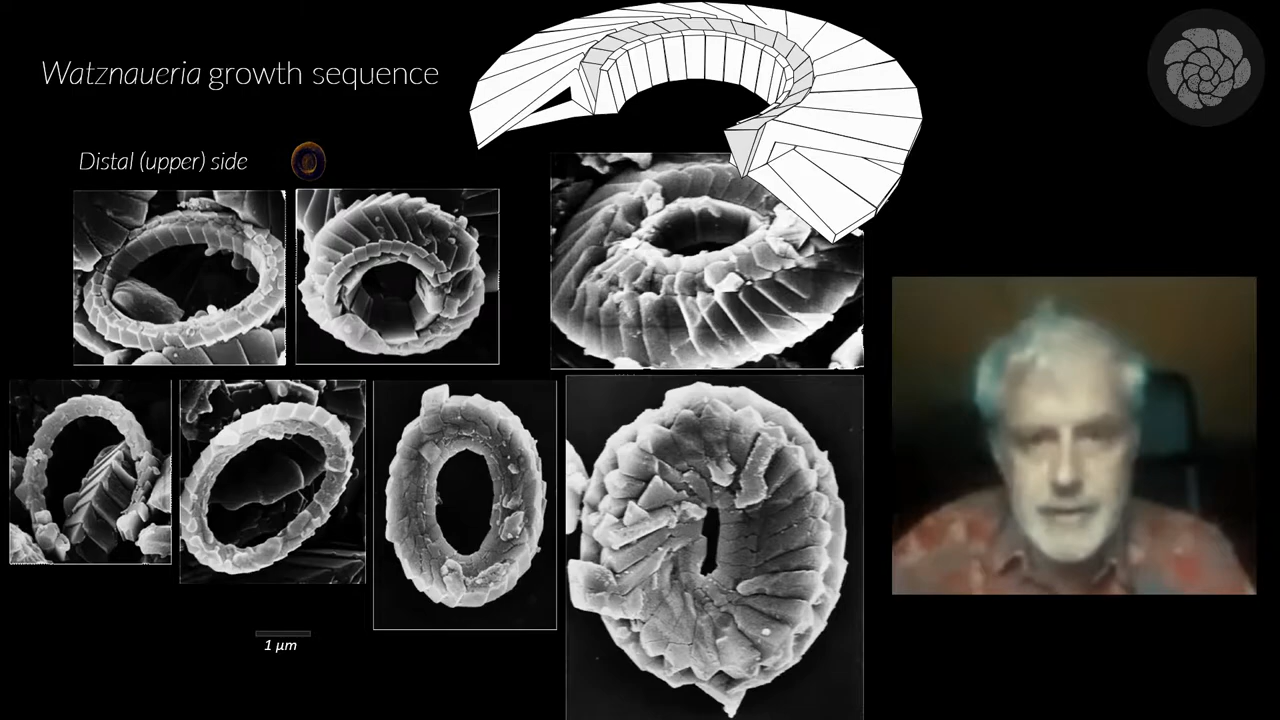 Watznaueria growth sequence
Distal (upper) side
1 µm